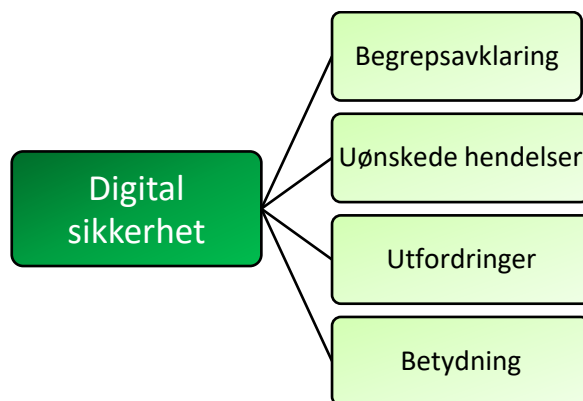 Digital
sikkerhet
Begrepsavklaring
Uønskede hendelser
Utfordringer
Betydning